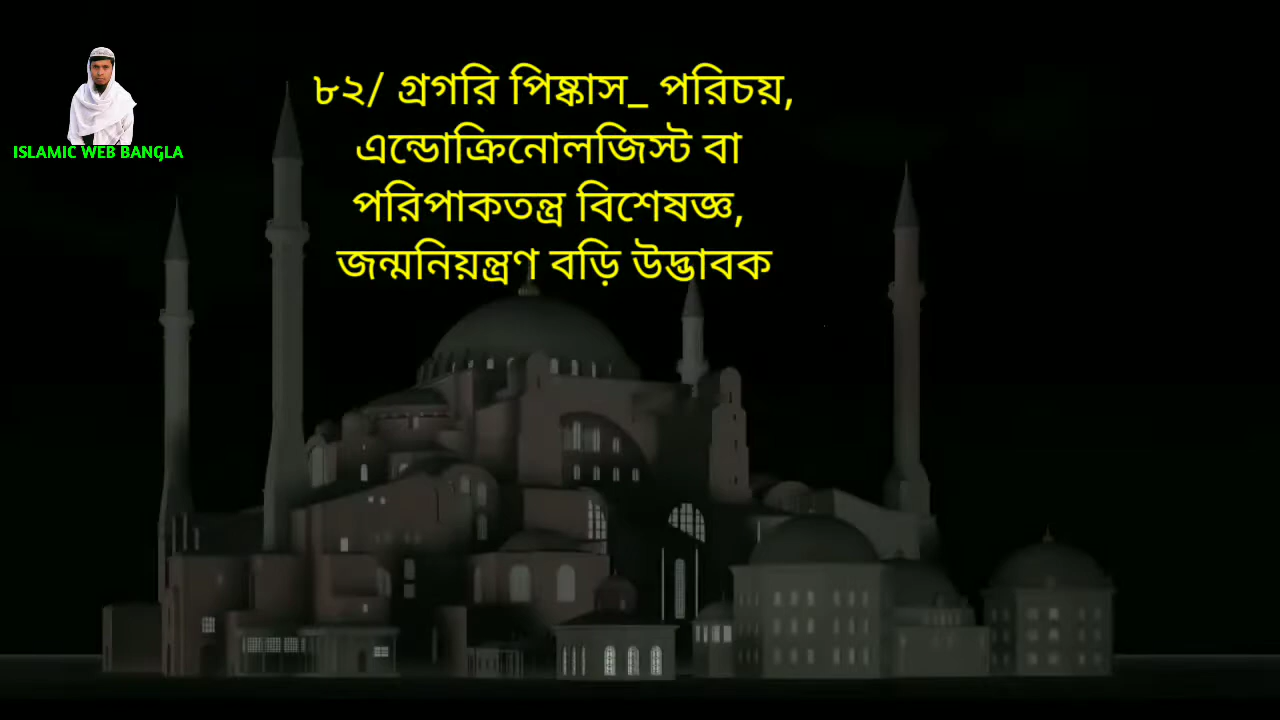 ISLAMIC WEB BANGLA
৮২/ গ্রগরি পিষ্কাস_ পরিচয়,
এন্ডোক্রিনোলজিস্ট বা
পরিপাকতন্ত্র বিশেষজ্ঞ,
জন্মনিয়ন্ত্রণ বড়ি উদ্ভাবক